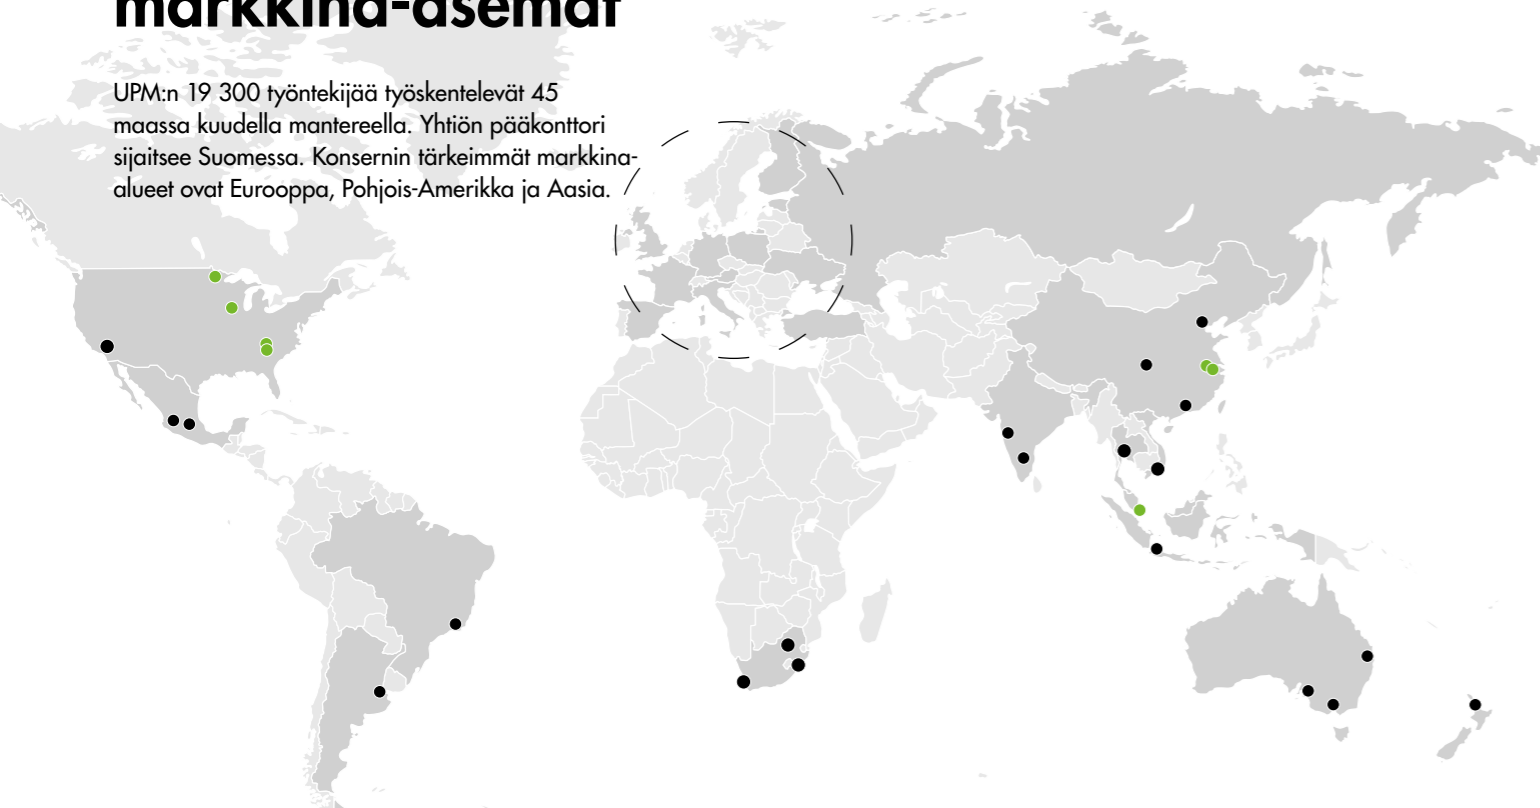 markkina-asemat
UPM:n 19 300 työntekijää työskentelevät 45
maassa kuudella mantereella. Yhtiön pääkonttori
sijaitsee Suomessa. Konsernin tärkeimmät markkina-
alueet ovat Eurooppa, Pohjois-Amerikka ja Aasia.